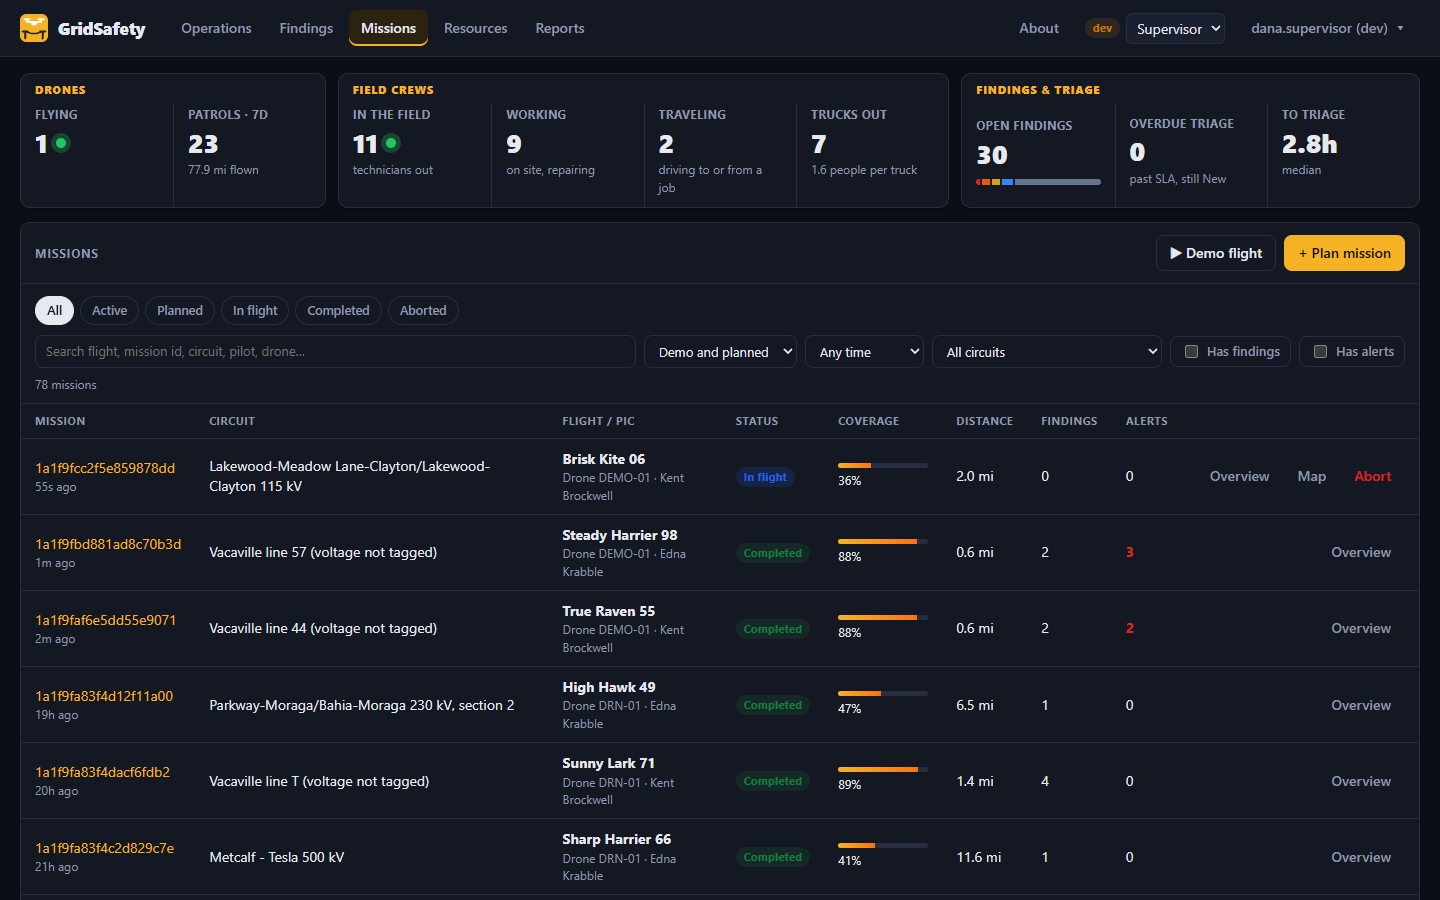 GridSafety
Operations
Findings
Missions
Resources
Reports
About
dev
Supervisor
dana.supervisor (dev)
DRONES
FLYING
1
PATROLS · 7D
23
77.9 mi flown
FIELD CREWS
IN THE FIELD
11
technicians out
WORKING
9
on site, repairing
TRAVELING
2
driving to or from a
job
TRUCKS OUT
7
1.6 people per truck
FINDINGS & TRIAGE
OPEN FINDINGS
30
OVERDUE TRIAGE
0
past SLA, still New
TO TRIAGE
2.8h
median
MISSIONS
▶ Demo flight
+ Plan mission
All
Active
Planned
In flight
Completed
Aborted
Search flight, mission id, circuit, pilot, drone...
Demo and planned
Any time
All circuits
Has findings
Has alerts
78 missions
MISSION CIRCUIT FLIGHT / PIC STATUS COVERAGE DISTANCE FINDINGS ALERTS
1a1f9fcc2f5e859878dd
55s ago
Lakewood-Meadow Lane-Clayton/Lakewood-
Clayton 115 kV
Brisk Kite 06
Drone DEMO-01 · Kent
Brockwell
In flight
36%
2.0 mi
0
0
Overview
Map
Abort
1a1f9fbd881ad8c70b3d
1m ago
Vacaville line 57 (voltage not tagged)
Steady Harrier 98
Drone DEMO-01 · Edna
Krabble
Completed
88%
0.6 mi
2
3
Overview
1a1f9faf6e5dd55e9071
2m ago
Vacaville line 44 (voltage not tagged)
True Raven 55
Drone DEMO-01 · Kent
Brockwell
Completed
88%
0.6 mi
2
2
Overview
1a1f9fa83f4d12f11a00
19h ago
Parkway-Moraga/Bahia-Moraga 230 kV, section 2
High Hawk 49
Drone DRN-01 · Edna
Krabble
Completed
47%
6.5 mi
1
0
Overview
1a1f9fa83f4dacf6fdb2
20h ago
Vacaville line T (voltage not tagged)
Sunny Lark 71
Drone DRN-01 · Kent
Brockwell
Completed
89%
1.4 mi
4
0
Overview
1a1f9fa83f4c2d829c7e
21h ago
Metcalf - Tesla 500 kV
Sharp Harrier 66
Drone DRN-01 · Edna
Krabble
Completed
41%
11.6 mi
1
0
Overview